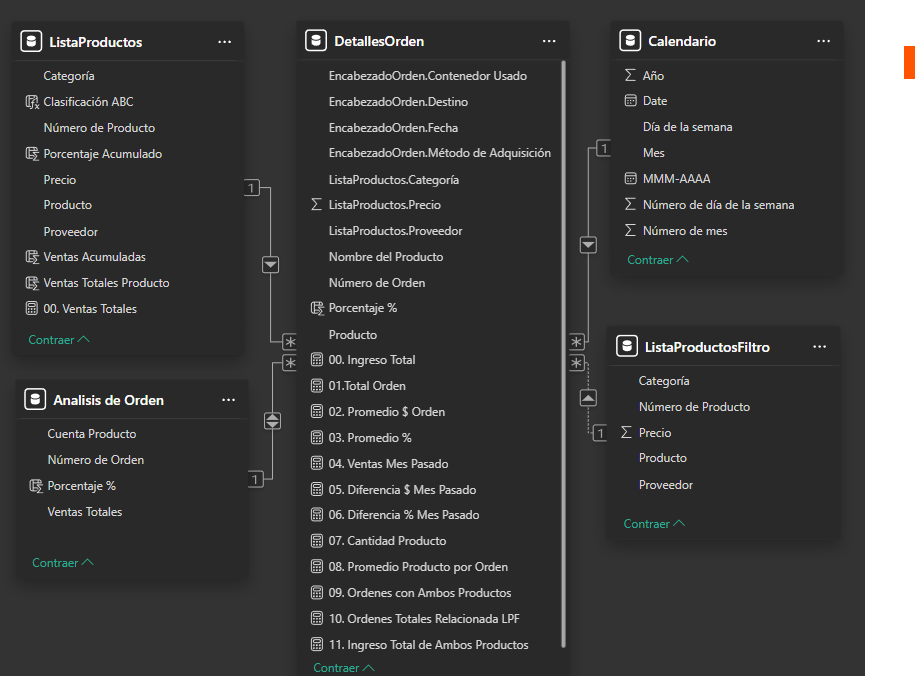 ListaProductos
Categoría
Clasificación ABC
Número de Producto
Porcentaje Acumulado
Precio
Producto
Proveedor
Ventas Acumuladas
Ventas Totales Producto
00. Ventas Totales
Contraer
Analisis de Orden
Cuenta Producto
Número de Orden
Porcentaje %
Ventas Totales
Contraer
1
*
*
1
DetallesOrden
EncabezadoOrden.Contenedor Usado
EncabezadoOrden.Destino
EncabezadoOrden.Fecha
EncabezadoOrden.Método de Adquisición
ListaProductos.Categoría
ListaProductos.Precio
ListaProductos.Proveedor
Nombre del Producto
Número de Orden
Porcentaje %
Producto
00. Ingreso Total
01.Total Orden
02. Promedio $ Orden
03. Promedio %
04. Ventas Mes Pasado
05. Diferencia $ Mes Pasado
06. Diferencia % Mes Pasado
07. Cantidad Producto
08. Promedio Producto por Orden
09. Ordenes con Ambos Productos
10. Ordenes Totales Relacionada LPF
11. Ingreso Total de Ambos Productos
Contraer
1
*
*
1
Calendario
Año
Date
Día de la semana
Mes
MMM-AAAA
Número de día de la semana
Número de mes
Contraer
ListaProductosFiltro
Categoría
Número de Producto
Precio
Producto
Proveedor
Contraer